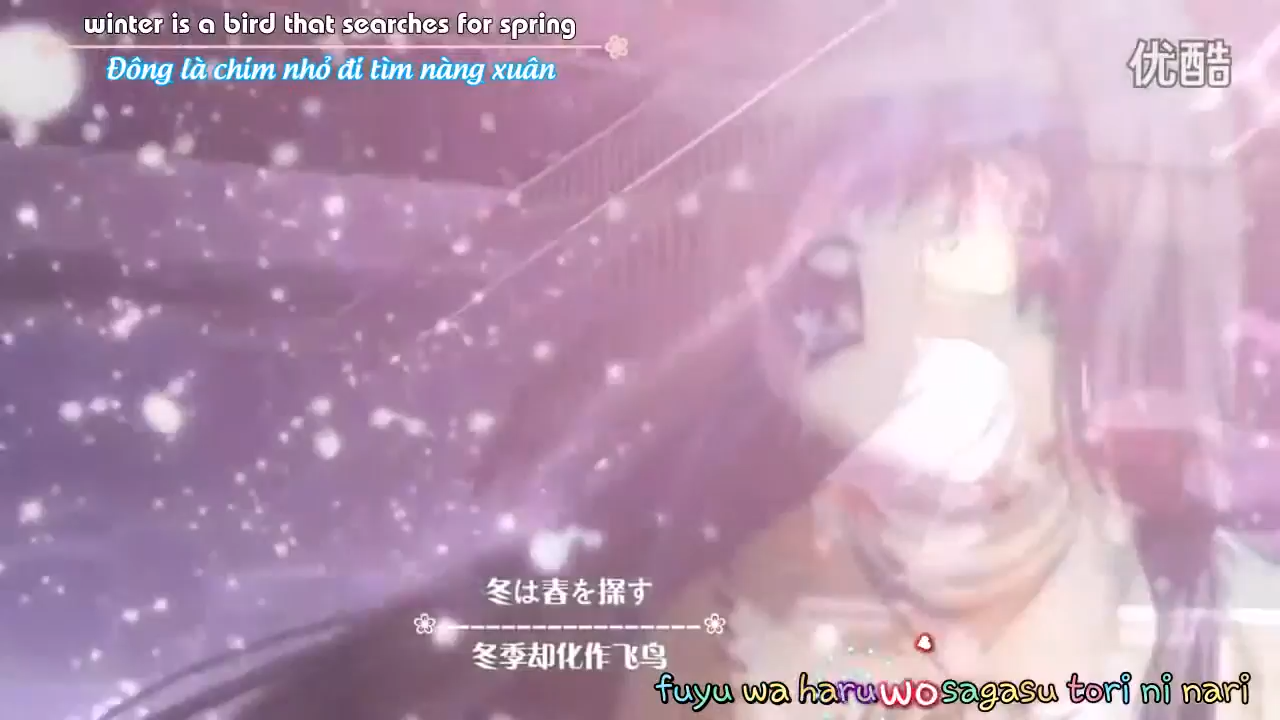 winter is a bird that searches for spring
Đông là chim nhỏ đi tìm nàng xuân
优酷
冬は春を探す
冬季却化作飞鸟
fuyu wa haru wo sagasu tori ni nari